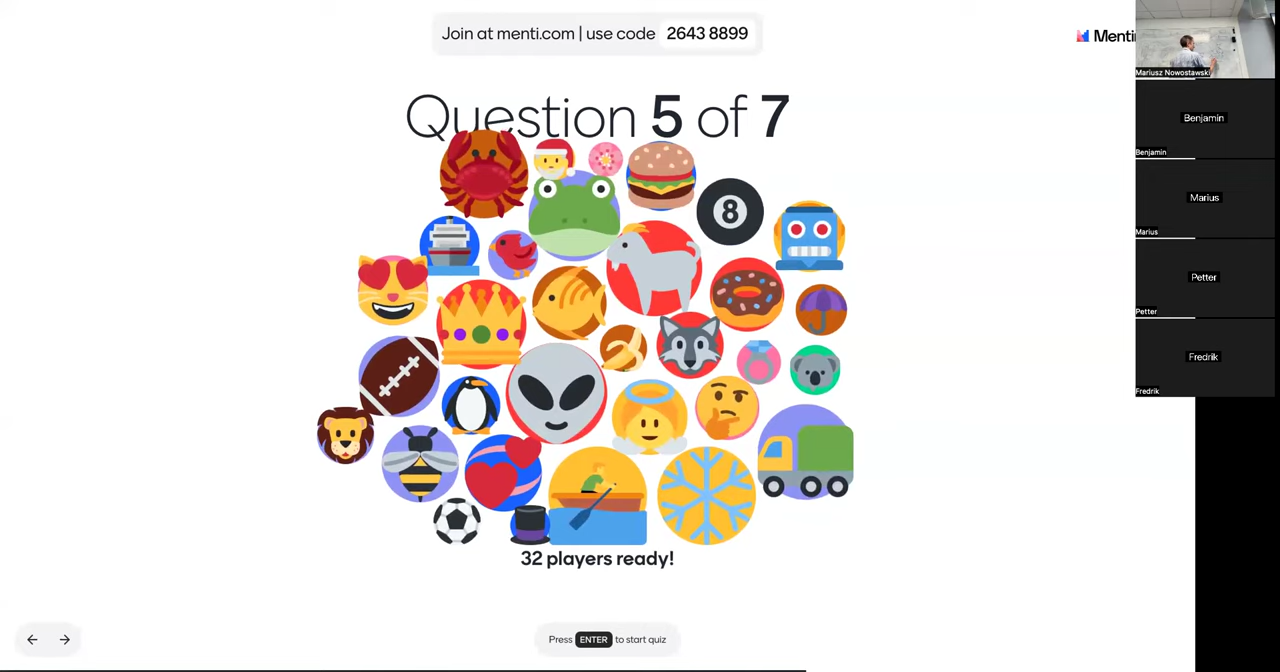 Join at menti.com | use code 2643 8899
Menti
Question 5 of 7
8
32 players ready!
Press ENTER to start quiz
Mariusz Nowostawski
Benjamin
Benjamin
Marius
Marius
Petter
Petter
Fredrik
Fredrik